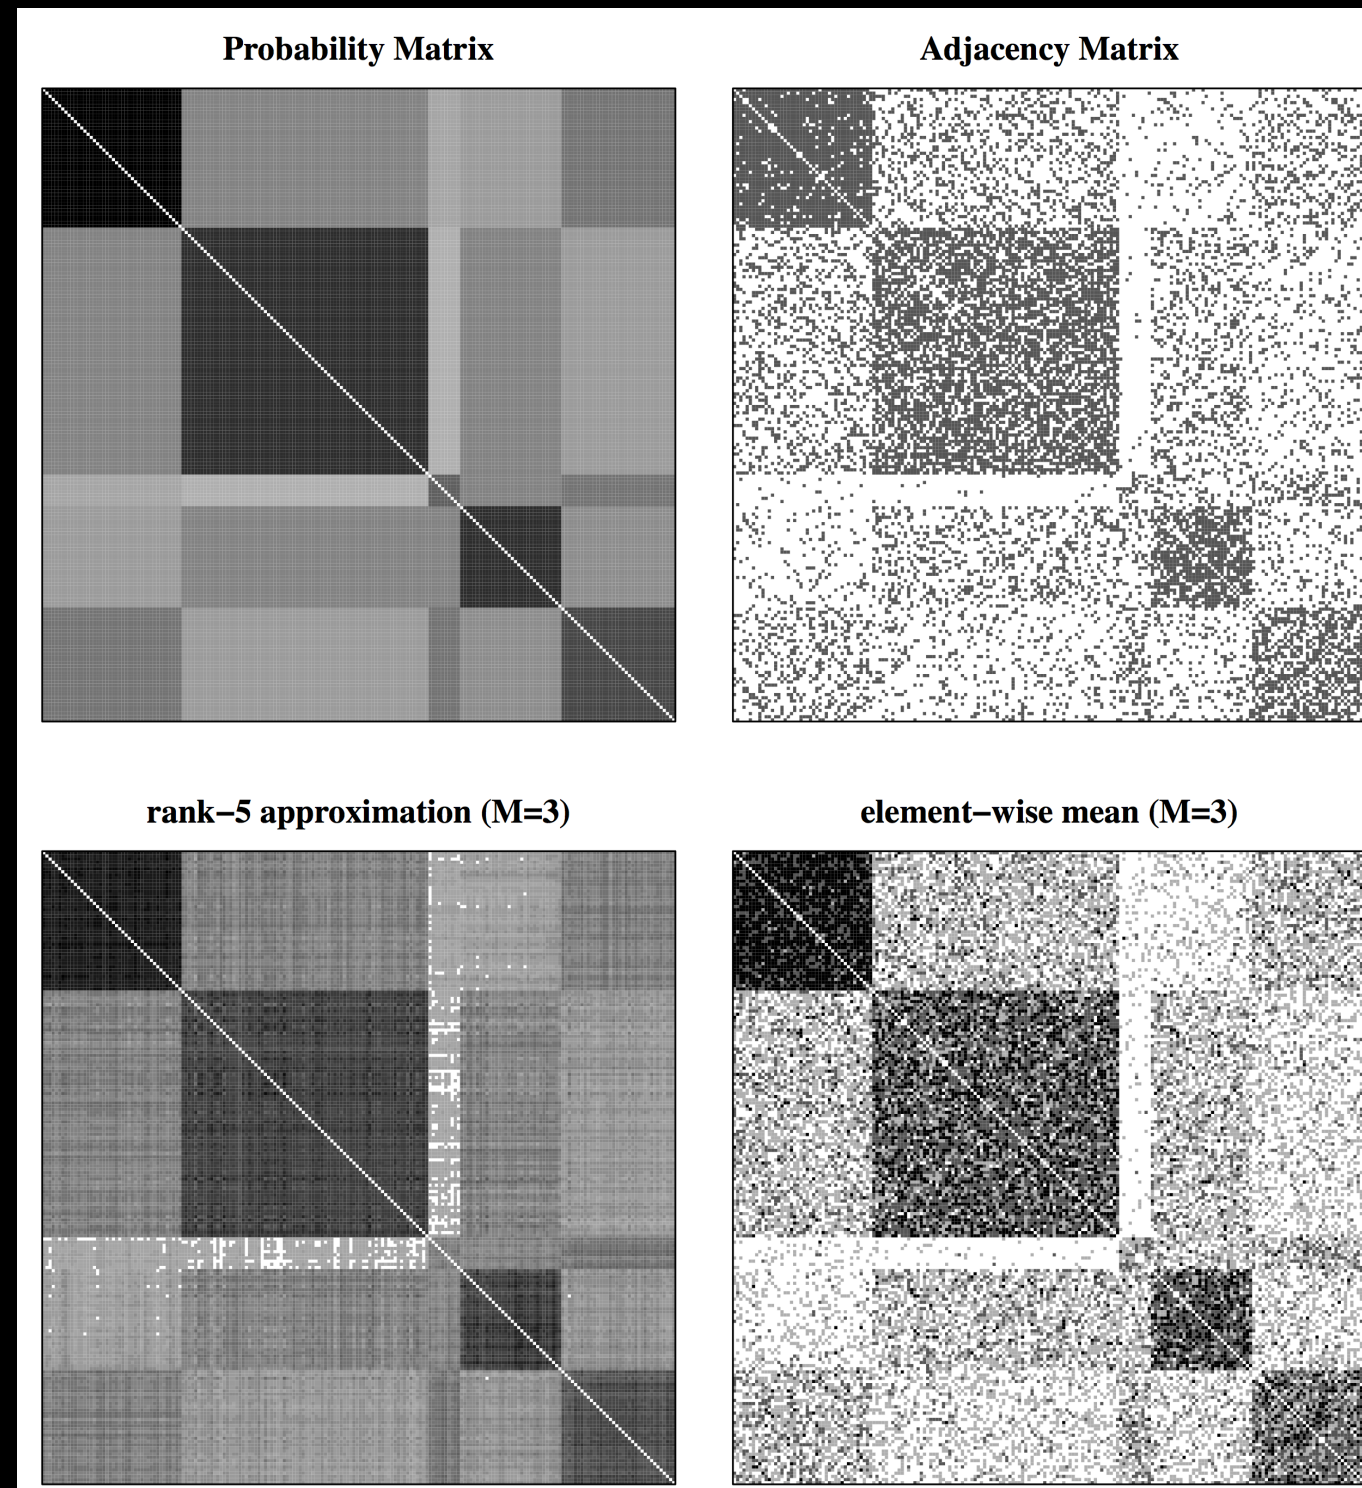 Probability Matrix
Adjacency Matrix
rank−5 approximation (M=3)
element−wise mean (M=3)